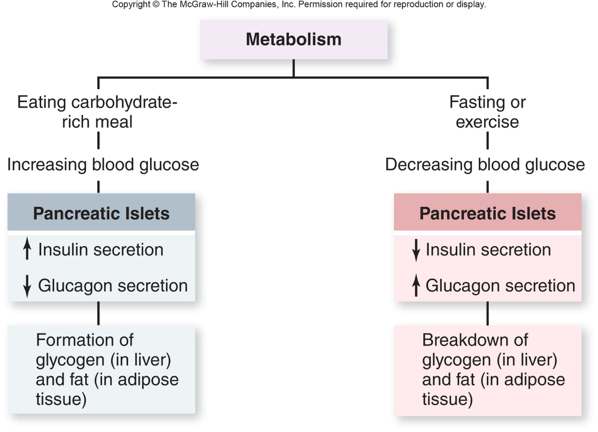 Copyright © The McGraw-Hill Companies, Inc. Permission required for reproduction or display.
Metabolism
Eating carbohydrate-
rich meal
Increasing blood glucose
Pancreatic Islets
↑ Insulin secretion
↓ Glucagon secretion
Formation of
glycogen (in liver)
and fat (in adipose
tissue)
Fasting or
exercise
Decreasing blood glucose
Pancreatic Islets
↓ Insulin secretion
↑ Glucagon secretion
Breakdown of
glycogen (in liver)
and fat (in adipose
tissue)